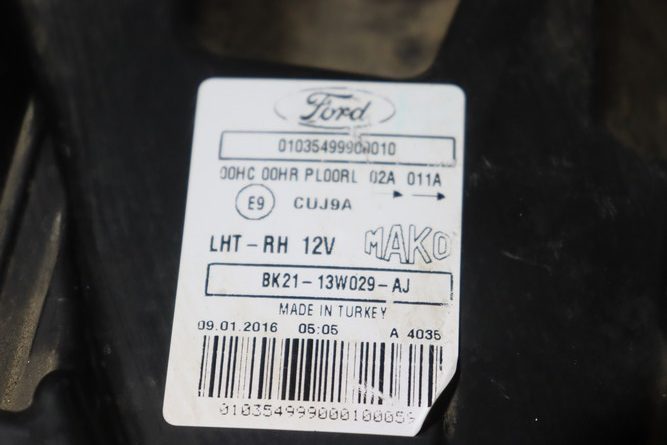 Ford
01035499900010
00HC 00HR PL00RL 02A 011A
E9 CUJ9A
LHT-RH 12V MAKO
BK21-13W029-AJ
MADE IN TURKEY
09.01.2016 05:05 A 4035
010354999000100059